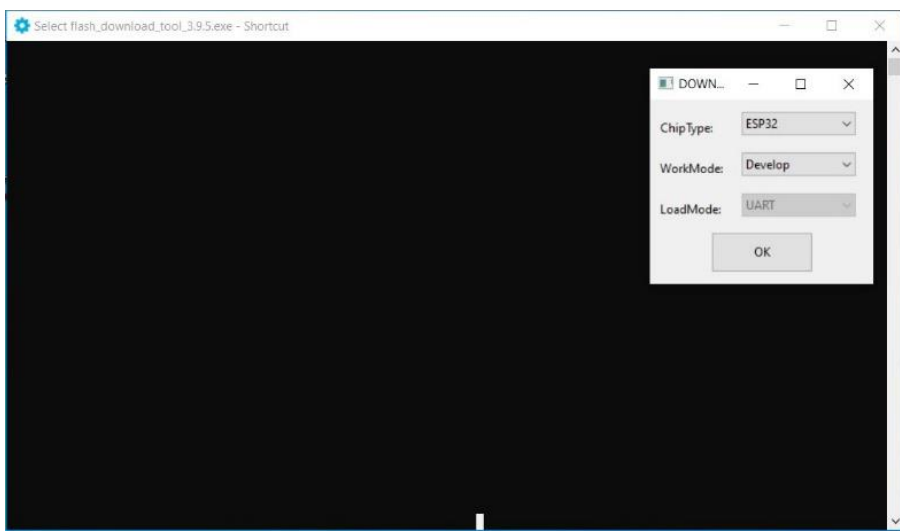 Select flash_download_tool_3.9.5.exe - Shortcut
DOWN...
ChipType: ESP32
WorkMode: Develop
LoadMode: UART
OK